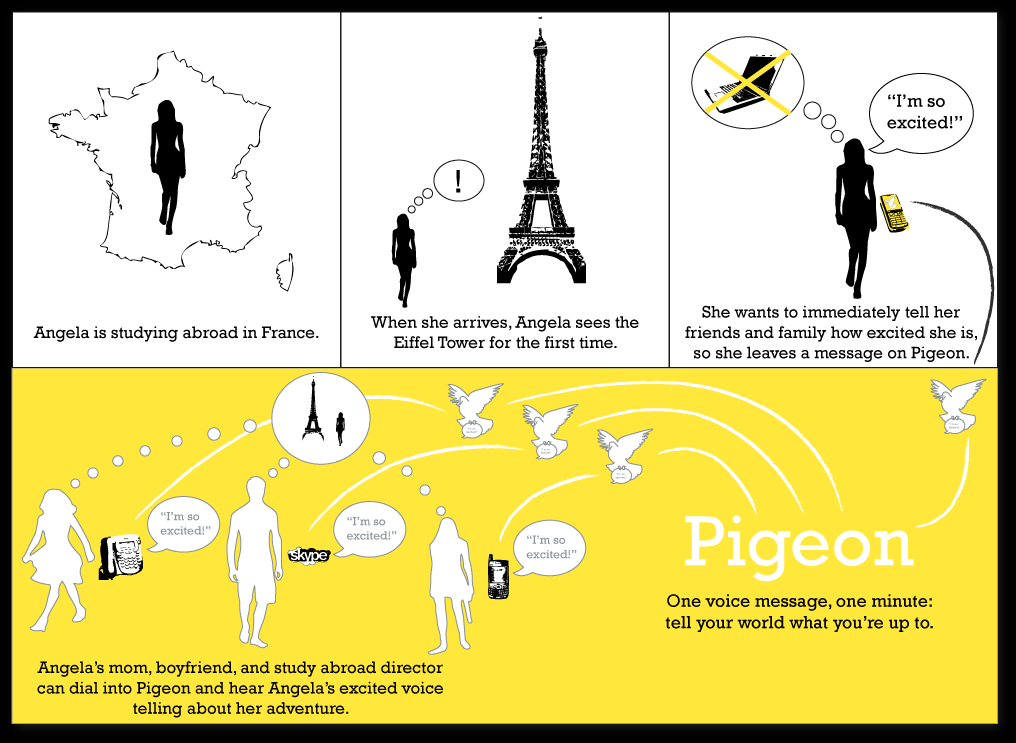 Angela is studying abroad in France.
!
When she arrives, Angela sees the
Eiffel Tower for the first time.
“I’m so
excited!”
She wants to immediately tell her
friends and family how excited she is,
so she leaves a message on Pigeon.
“I’m so
excited!”
skype
“I’m so
excited!”
“I’m so
excited!”
Angela’s mom, boyfriend, and study abroad director
can dial into Pigeon and hear Angela’s excited voice
telling about her adventure.
Pigeon
One voice message, one minute:
tell your world what you’re up to.